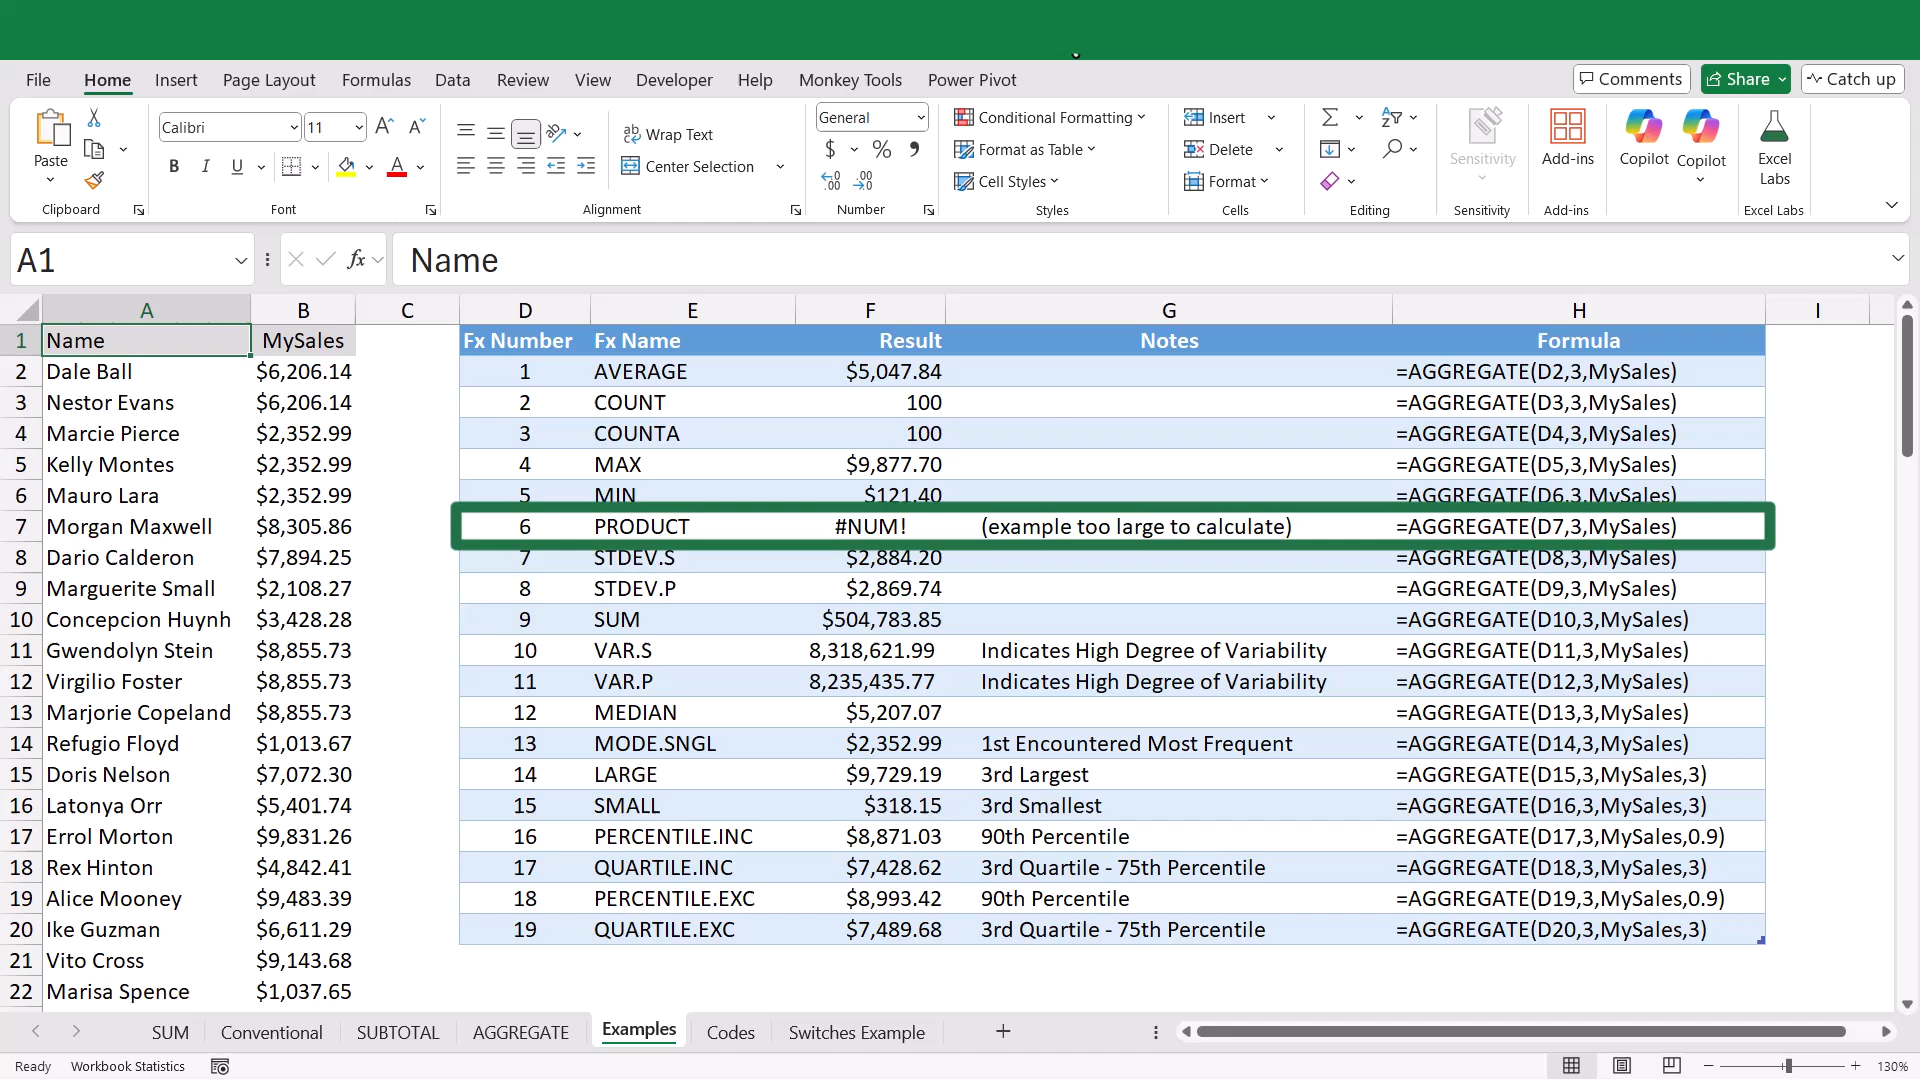 File Home Insert Page Layout Formulas Data Review View Developer Help Monkey Tools Power Pivot Comments Share Catch up
Paste
Clipboard
Calibri 11
B I U
Font
Wrap Text
Center Selection
Alignment
General
$ % ,
Number
Conditional Formatting
Format as Table
Cell Styles
Styles
Insert
Delete
Format
Cells
Editing
Sensitivity
Sensitivity
Add-ins
Add-ins
Copilot
Copilot
Excel Labs
Excel Labs
A1 fx Name
A B C D E F G H I
1 Name MySales Fx Number Fx Name Result Notes Formula
2 Dale Ball $6,206.14 1 AVERAGE $5,047.84 =AGGREGATE(D2,3,MySales)
3 Nestor Evans $6,206.14 2 COUNT 100 =AGGREGATE(D3,3,MySales)
4 Marcie Pierce $2,352.99 3 COUNTA 100 =AGGREGATE(D4,3,MySales)
5 Kelly Montes $2,352.99 4 MAX $9,877.70 =AGGREGATE(D5,3,MySales)
6 Mauro Lara $2,352.99 5 MIN $121.40 =AGGREGATE(D6,3,MySales)
7 Morgan Maxwell $8,305.86 6 PRODUCT #NUM! (example too large to calculate) =AGGREGATE(D7,3,MySales)
8 Dario Calderon $7,894.25 7 STDEV.S $2,884.20 =AGGREGATE(D8,3,MySales)
9 Marguerite Small $2,108.27 8 STDEV.P $2,869.74 =AGGREGATE(D9,3,MySales)
10 Concepcion Huynh $3,428.28 9 SUM $504,783.85 =AGGREGATE(D10,3,MySales)
11 Gwendolyn Stein $8,855.73 10 VAR.S 8,318,621.99 Indicates High Degree of Variability =AGGREGATE(D11,3,MySales)
12 Virgilio Foster $8,855.73 11 VAR.P 8,235,435.77 Indicates High Degree of Variability =AGGREGATE(D12,3,MySales)
13 Marjorie Copeland $8,855.73 12 MEDIAN $5,207.07 =AGGREGATE(D13,3,MySales)
14 Refugio Floyd $1,013.67 13 MODE.SNGL $2,352.99 1st Encountered Most Frequent =AGGREGATE(D14,3,MySales)
15 Doris Nelson $7,072.30 14 LARGE $9,729.19 3rd Largest =AGGREGATE(D15,3,MySales,3)
16 Latonya Orr $5,401.74 15 SMALL $318.15 3rd Smallest =AGGREGATE(D16,3,MySales,3)
17 Errol Morton $9,831.26 16 PERCENTILE.INC $8,871.03 90th Percentile =AGGREGATE(D17,3,MySales,0.9)
18 Rex Hinton $4,842.41 17 QUARTILE.INC $7,428.62 3rd Quartile - 75th Percentile =AGGREGATE(D18,3,MySales,3)
19 Alice Mooney $9,483.39 18 PERCENTILE.EXC $8,993.42 90th Percentile =AGGREGATE(D19,3,MySales,0.9)
20 Ike Guzman $6,611.29 19 QUARTILE.EXC $7,489.68 3rd Quartile - 75th Percentile =AGGREGATE(D20,3,MySales,3)
21 Vito Cross $9,143.68
22 Marisa Spence $1,037.65
SUM Conventional SUBTOTAL AGGREGATE Examples Codes Switches Example +
Ready Workbook Statistics 130%